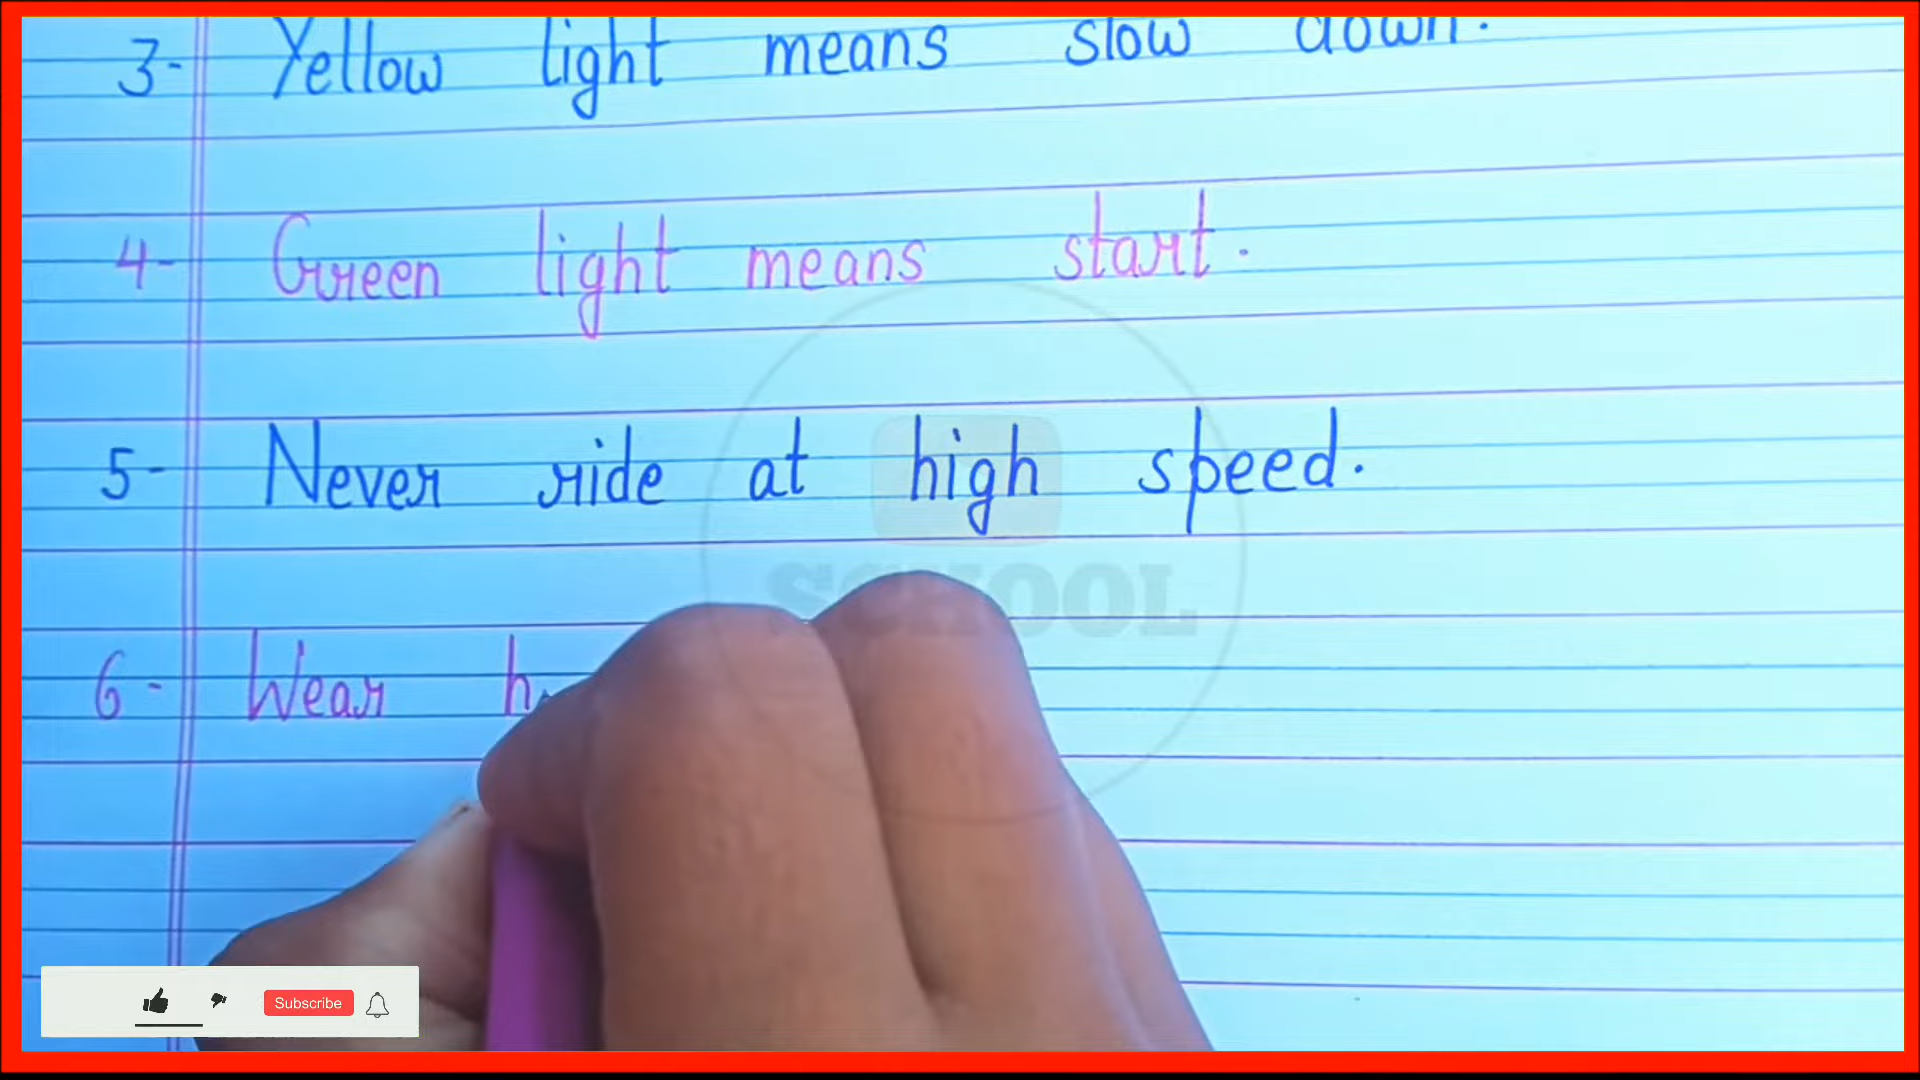 3- Yellow light means slow down.
4- Green light means start.
5- Never ride at high speed.
SCHOOL
6- Wear h
Subscribe